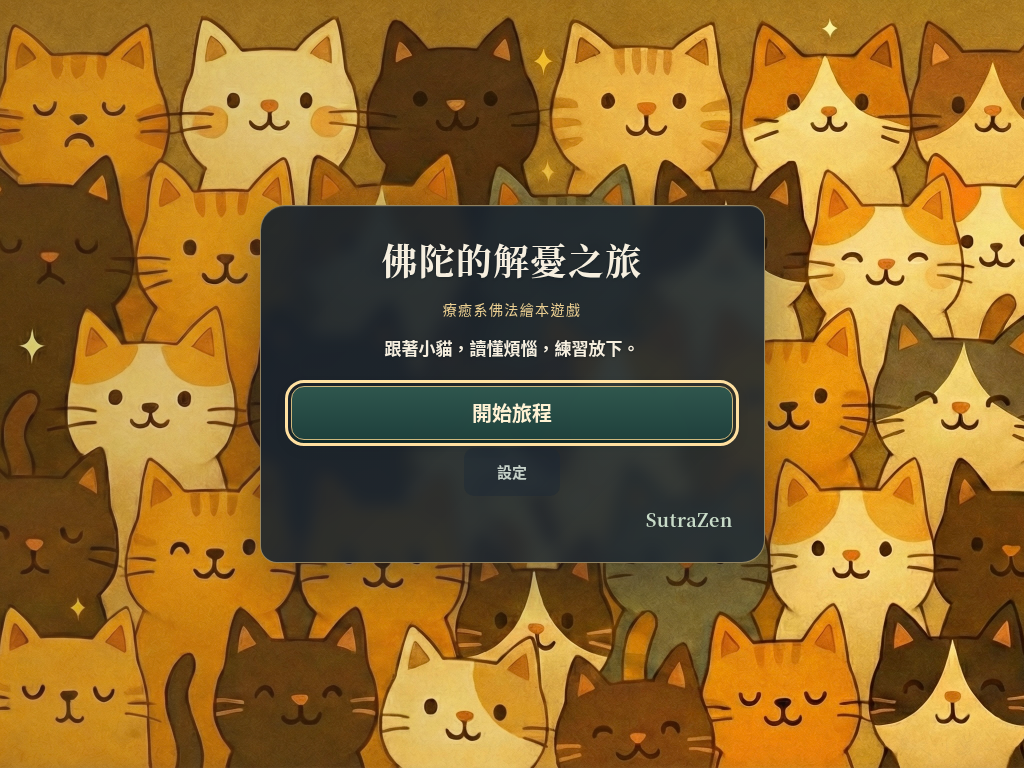 佛陀的解憂之旅
療癒系佛法繪本遊戲
跟著小貓，讀懂煩惱，練習放下。
開始旅程
設定
SutraZen